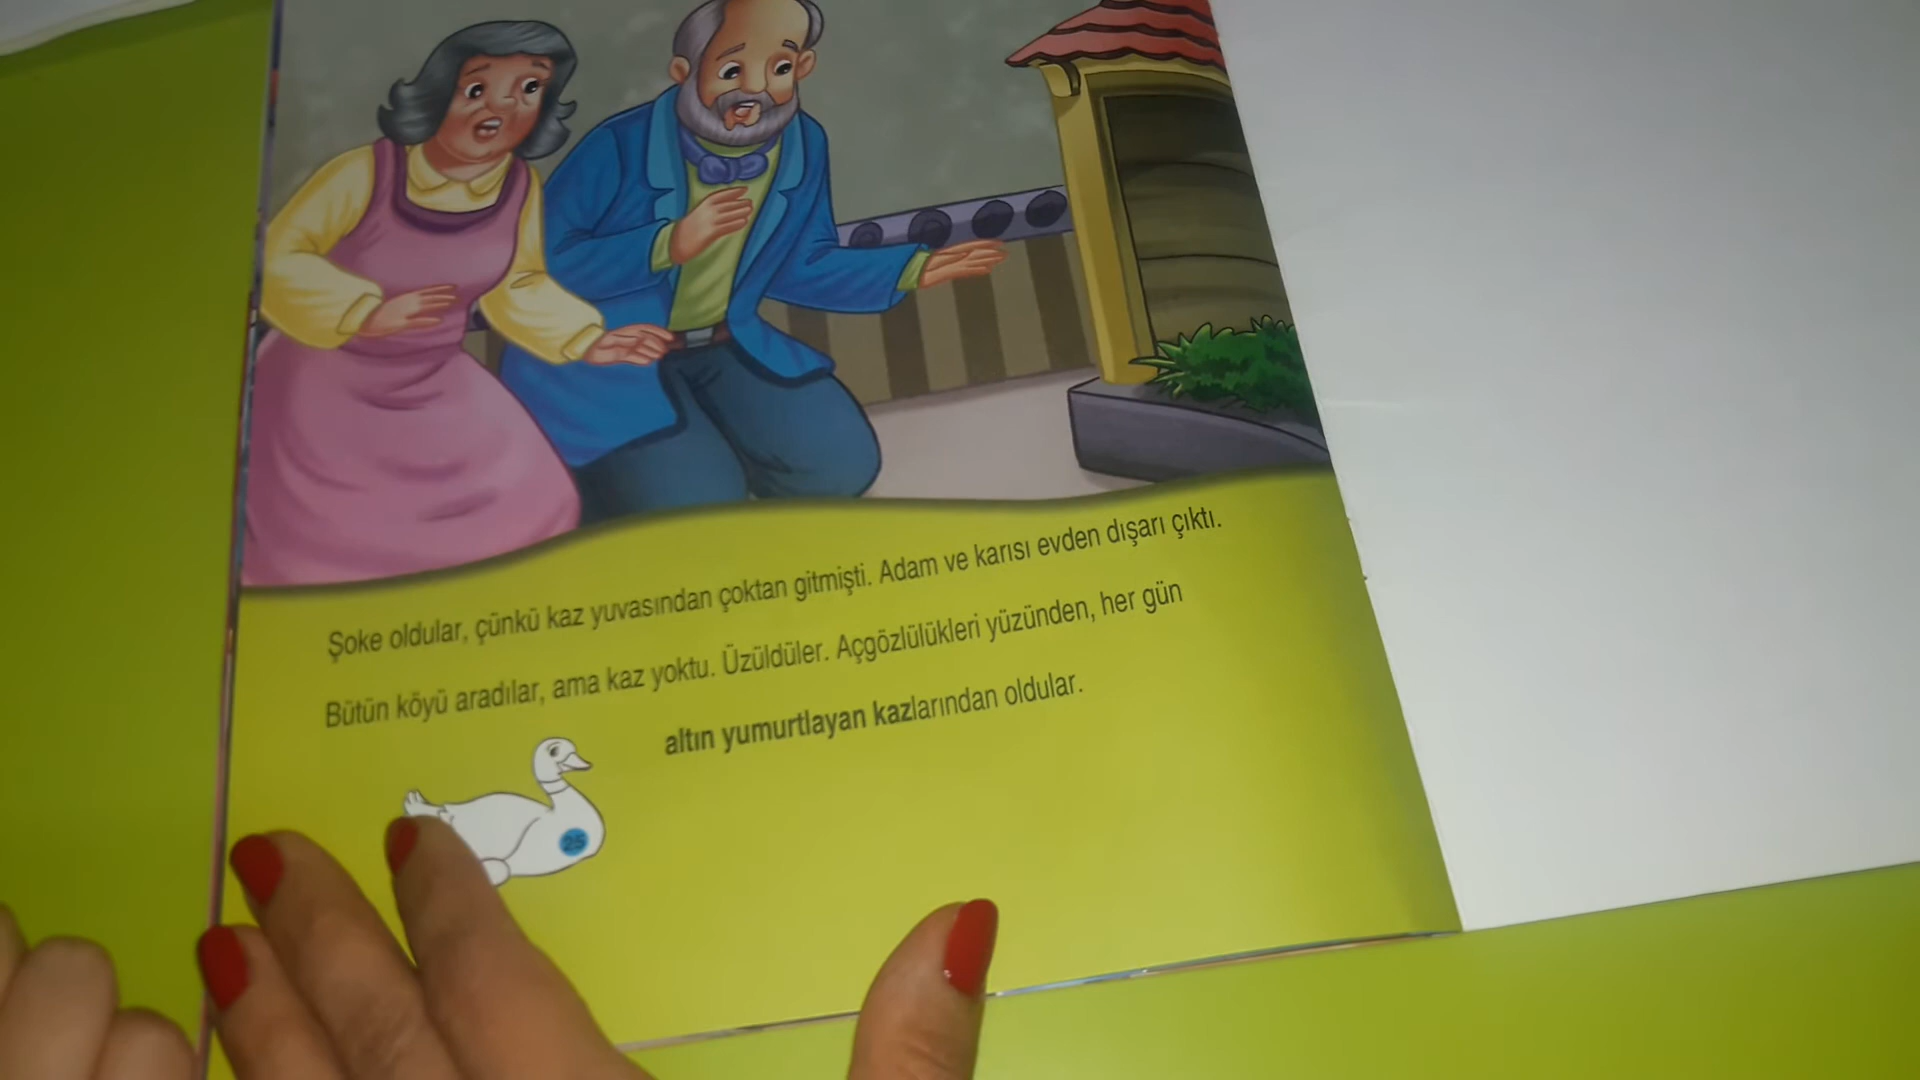 Şoke oldular, çünkü kaz yuvasından çoktan gitmişti. Adam ve karısı evden dışarı çıktı.
Bütün köyü aradılar, ama kaz yoktu. Üzüldüler. Açgözlülükleri yüzünden, her gün
altın yumurtlayan kazlarından oldular.
25